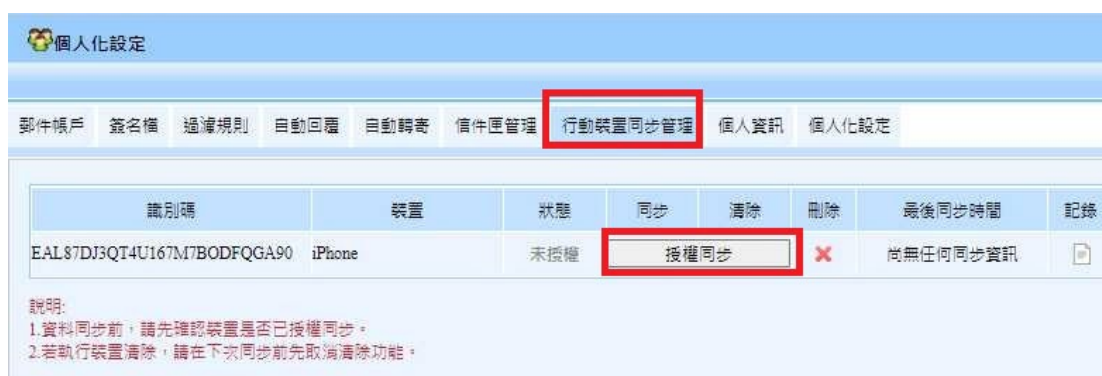 個人化設定
郵件帳戶 簽名檔 過濾規則 自動回覆 自動轉寄 信件匣管理 行動裝置同步管理 個人資訊 個人化設定
識別碼 裝置 狀態 同步 清除 刪除 最後同步時間 記錄
EAL87DJ3QT4U167M7BODFQGA90 iPhone 未授權 授權同步 尚無任何同步資訊
說明:
1.資料同步前，請先確認裝置是否已授權同步。
2.若執行裝置清除，請在下次同步前先取消清除功能。